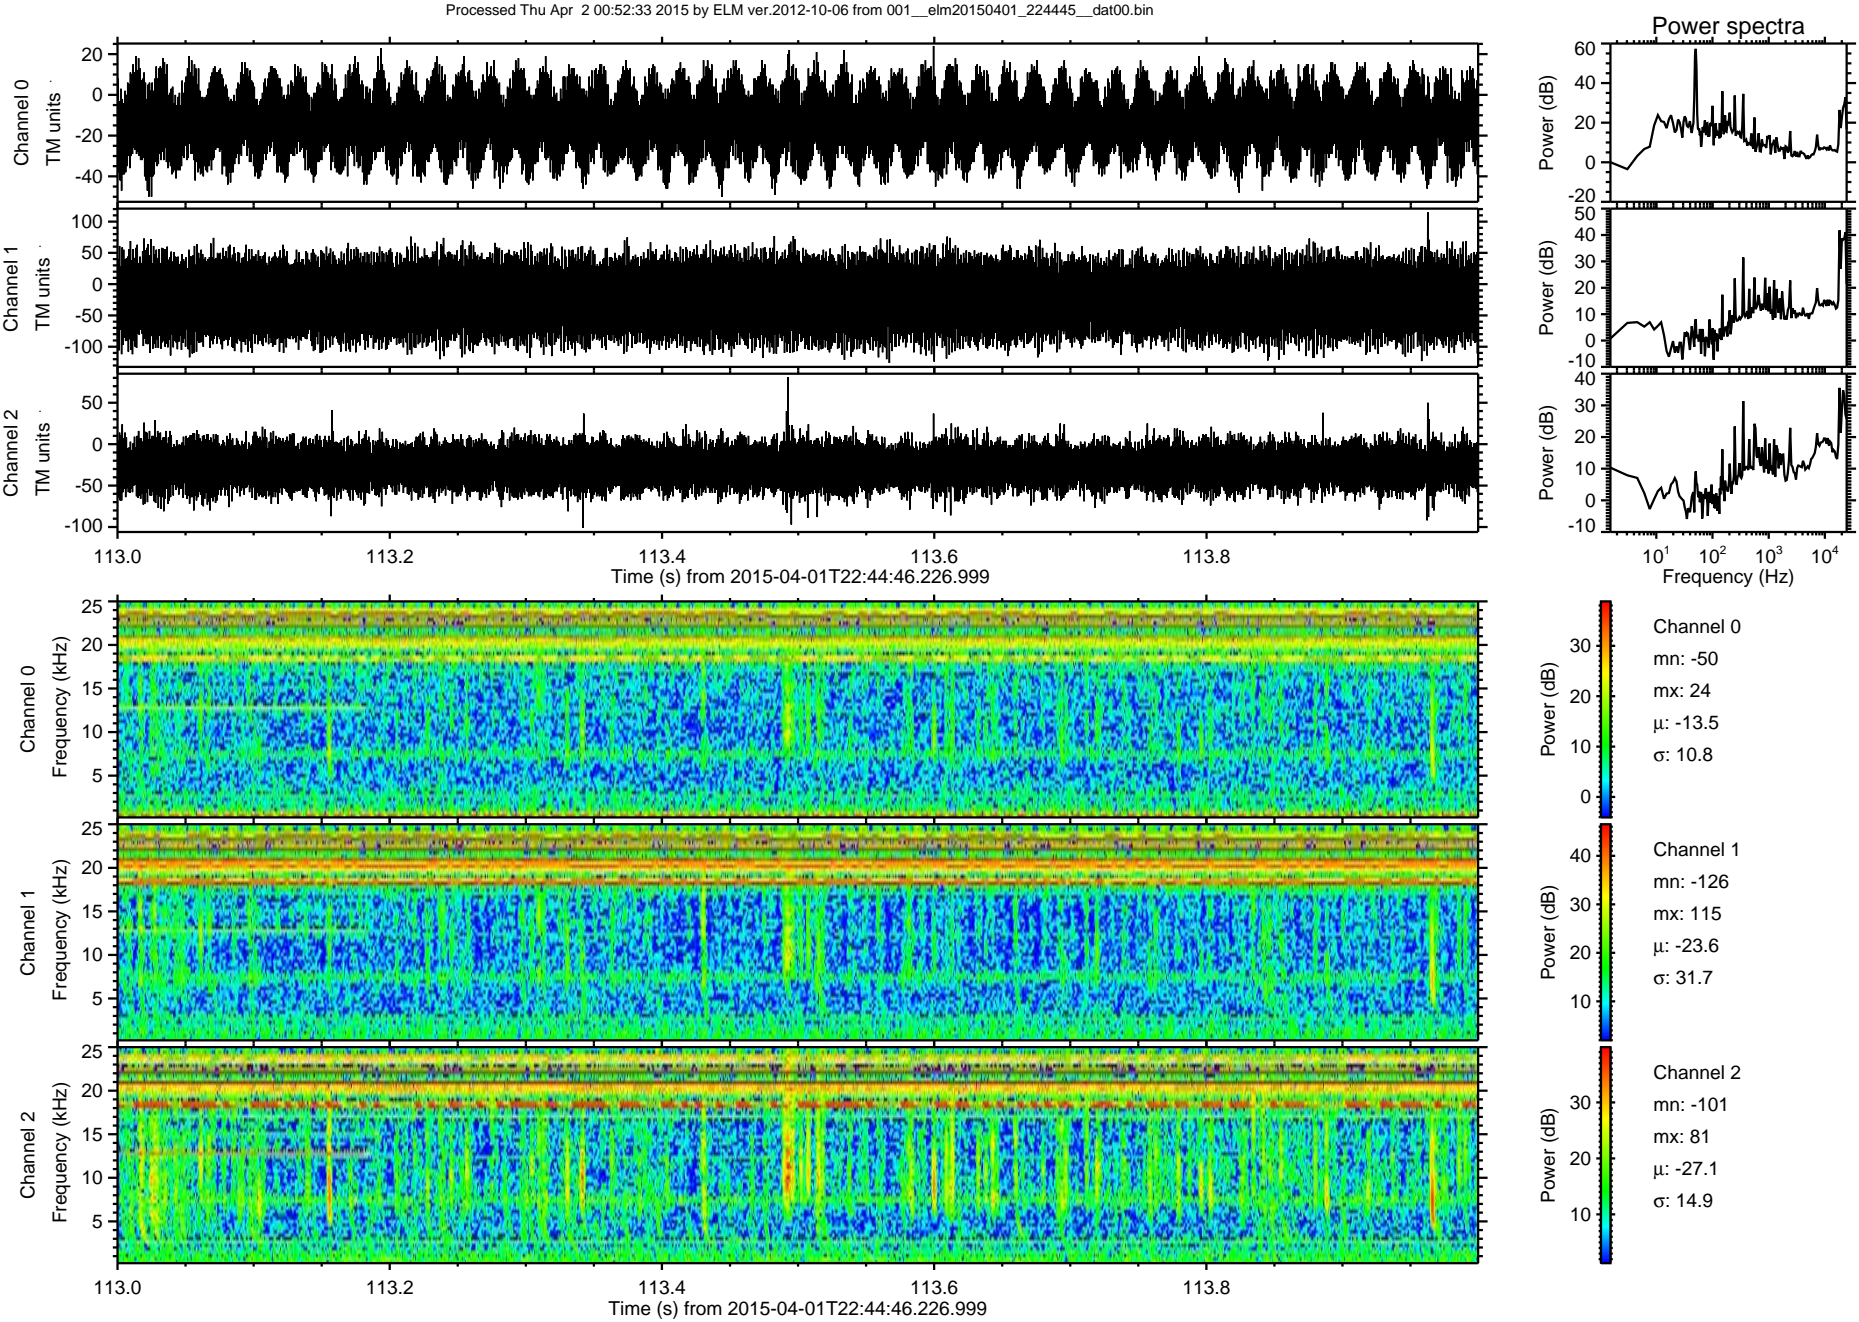 Processed Thu Apr  2 00:52:33 2015 by ELM ver.2012-10-06 from 001__elm20150401_224445__dat00.bin
Power spectra
Channel 0
TM units
20
0
-20
-40
Power (dB)
60
40
20
0
-20
Channel 1
TM units
100
50
0
-50
-100
Power (dB)
50
40
30
20
10
0
-10
Channel 2
TM units
50
0
-50
-100
Power (dB)
40
30
20
10
0
-10
113.0
113.2
113.4
113.6
113.8
Time (s) from 2015-04-01T22:44:46.226.999
10^1
10^2
10^3
10^4
Frequency (Hz)
Channel 0
Frequency (kHz)
25
20
15
10
5
Power (dB)
30
20
10
0
Channel 0
mn: -50
mx: 24
µ: -13.5
σ: 10.8
Channel 1
Frequency (kHz)
25
20
15
10
5
Power (dB)
40
30
20
10
Channel 1
mn: -126
mx: 115
µ: -23.6
σ: 31.7
Channel 2
Frequency (kHz)
25
20
15
10
5
Power (dB)
30
20
10
Channel 2
mn: -101
mx: 81
µ: -27.1
σ: 14.9
113.0
113.2
113.4
113.6
113.8
Time (s) from 2015-04-01T22:44:46.226.999